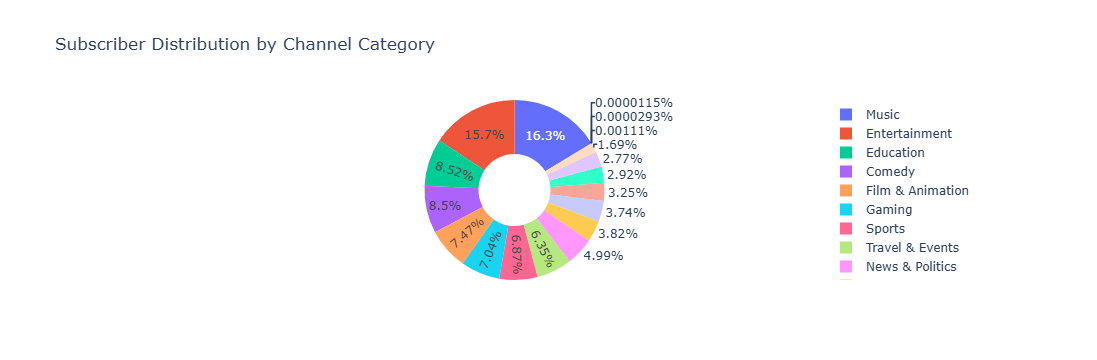 Subscriber Distribution by Channel Category
16.3%
15.7%
8.52%
8.5%
7.47%
7.04%
6.87%
6.35%
4.99%
3.82%
3.74%
3.25%
2.92%
2.77%
1.69%
0.00111%
0.0000293%
0.0000115%
Music
Entertainment
Education
Comedy
Film & Animation
Gaming
Sports
Travel & Events
News & Politics